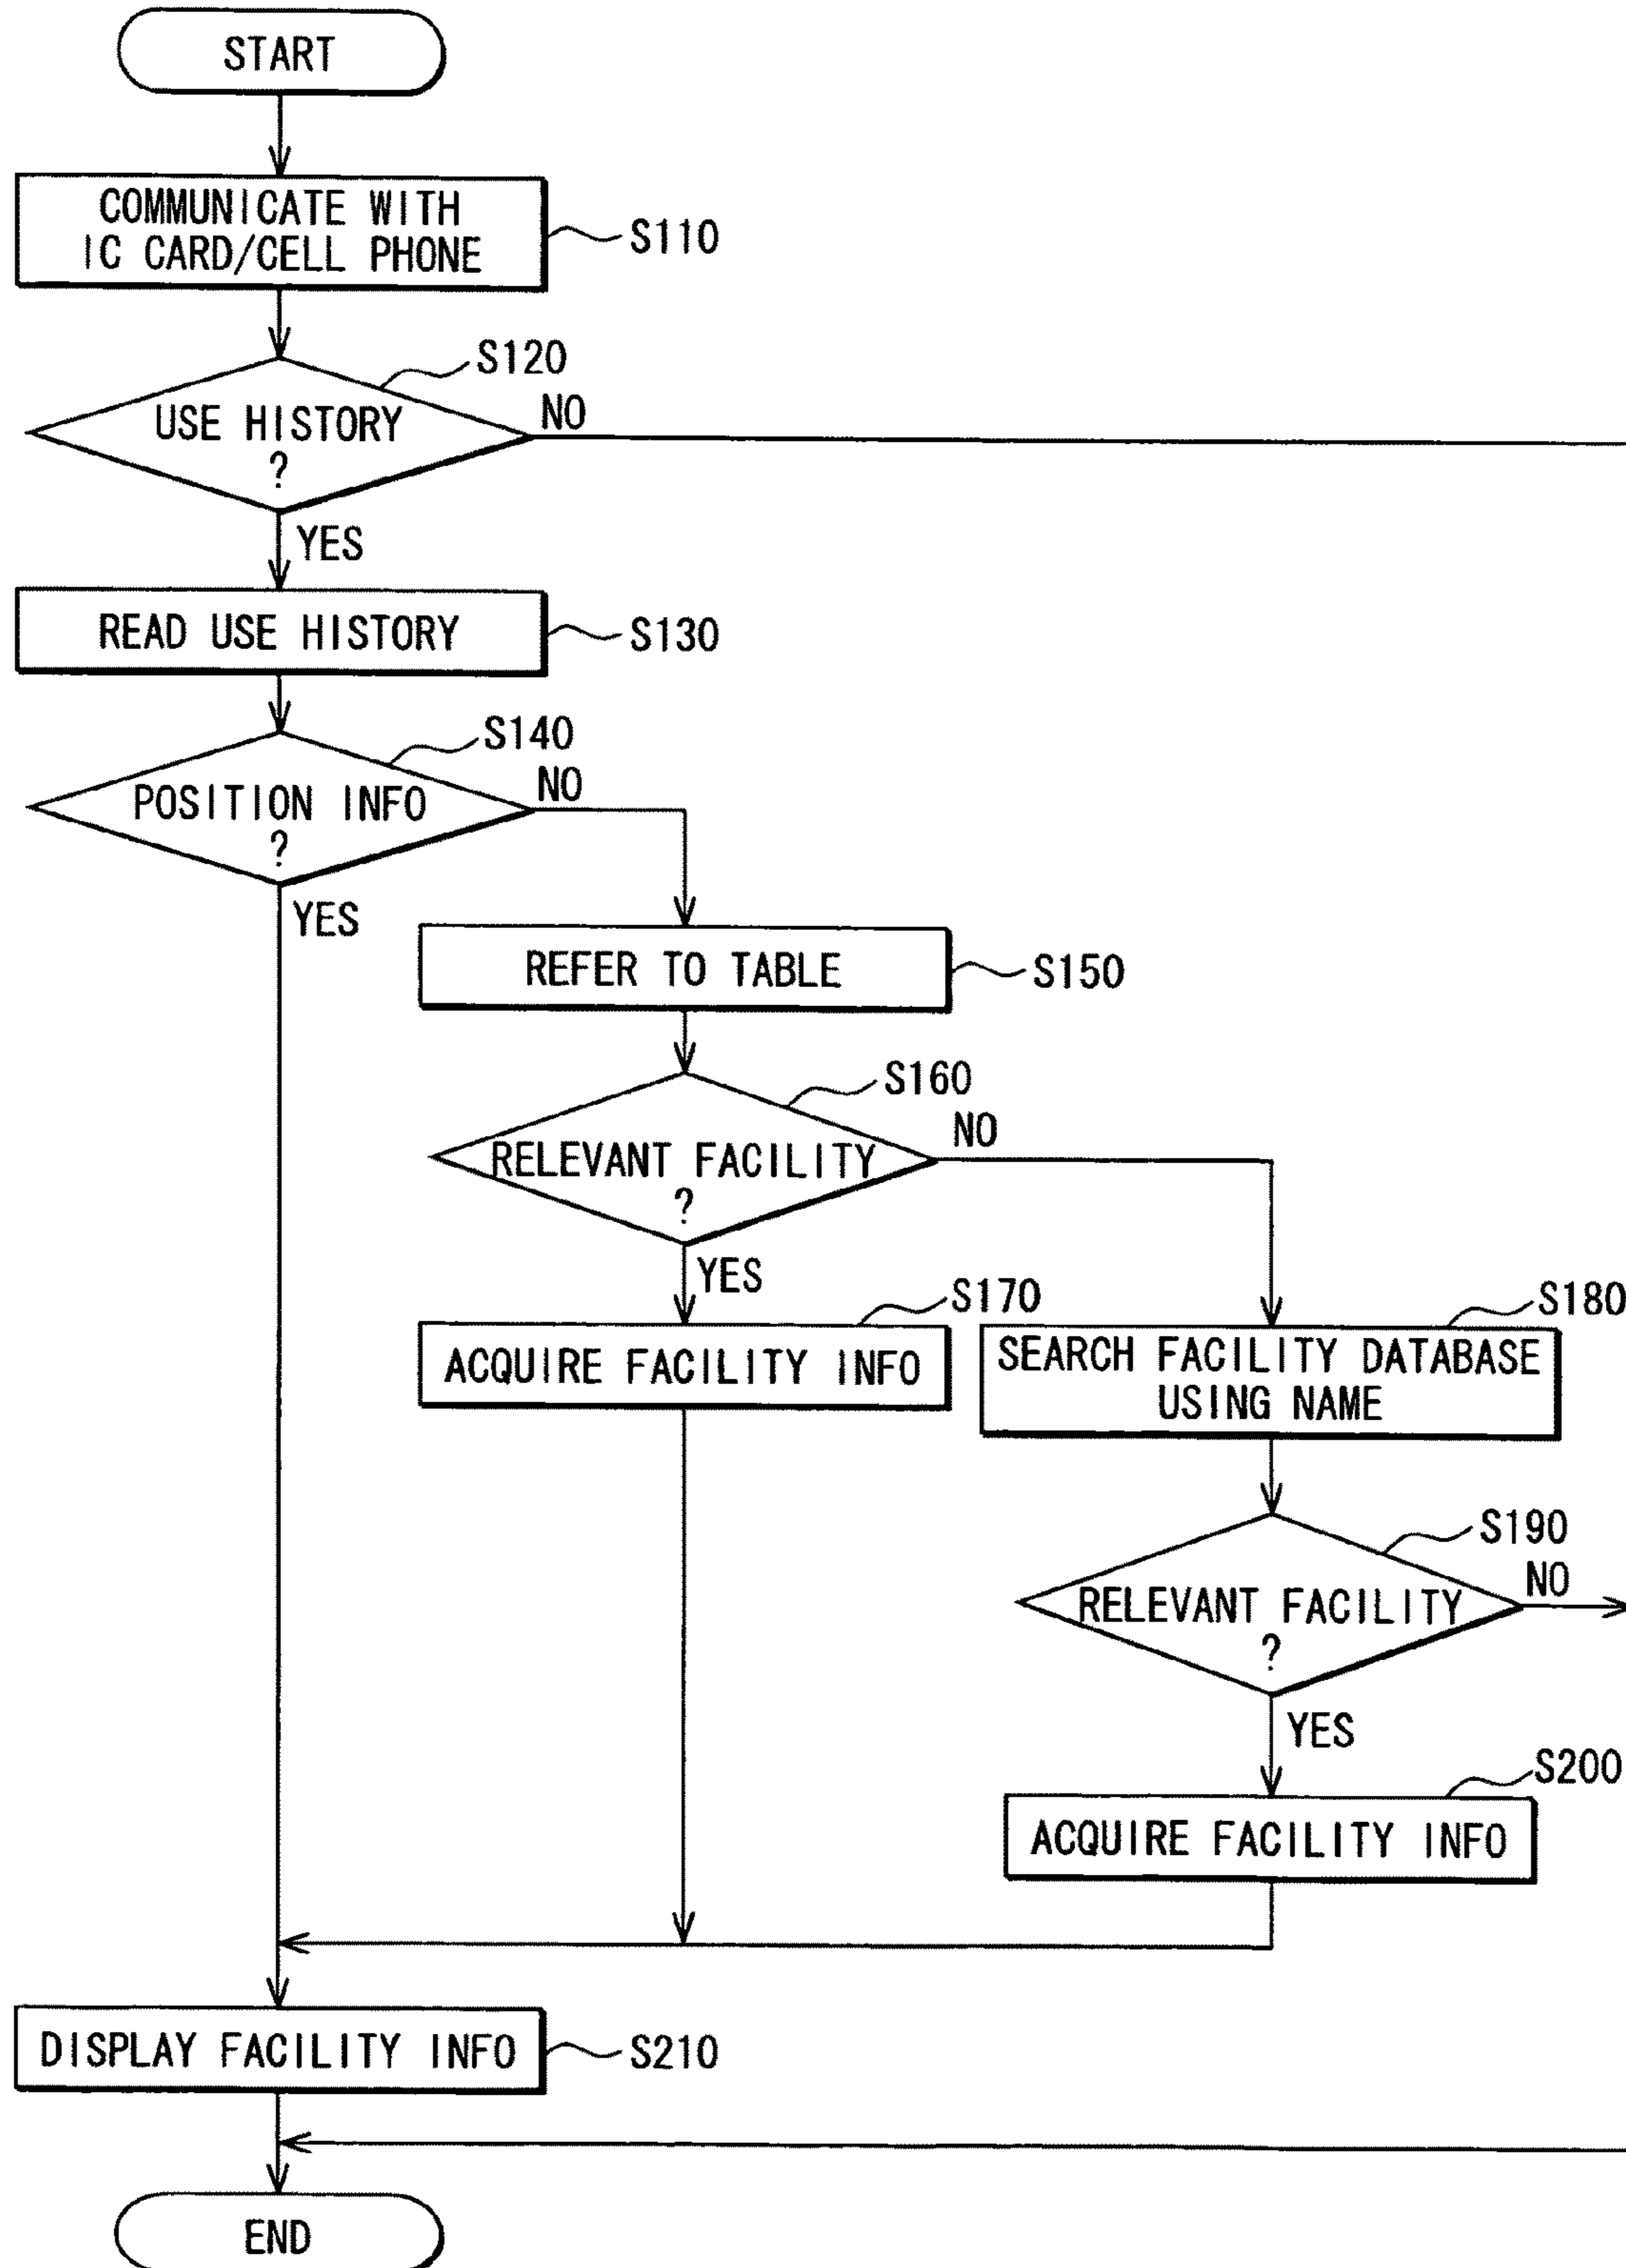 START
COMMUNICATE WITH
IC CARD/CELL PHONE
S110
S120
USE HISTORY
?
NO
YES
READ USE HISTORY
S130
S140
POSITION INFO
?
NO
YES
REFER TO TABLE
S150
S160
RELEVANT FACILITY
?
NO
YES
S170
ACQUIRE FACILITY INFO
S180
SEARCH FACILITY DATABASE
USING NAME
S190
RELEVANT FACILITY
?
NO
YES
S200
ACQUIRE FACILITY INFO
DISPLAY FACILITY INFO
S210
END